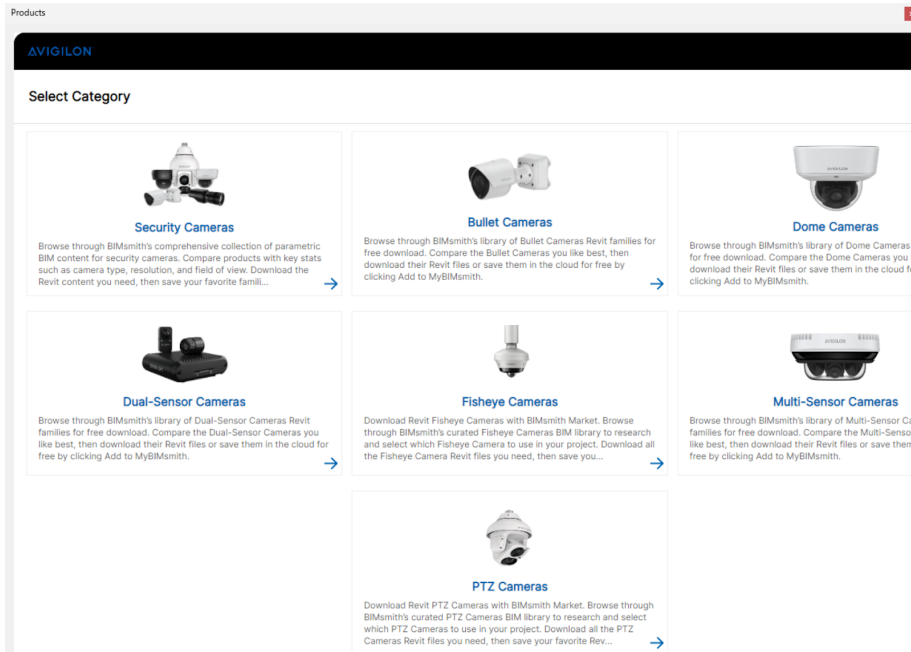 Products
AVIGILON
Select Category
Security Cameras
Browse through BIMsmith's comprehensive collection of parametric
BIM content for security cameras. Compare products with key stats
such as camera type, resolution, and field of view. Download the
Revit content you need, then save your favorite famili...
Bullet Cameras
Browse through BIMsmith's library of Bullet Cameras Revit families for
free download. Compare the Bullet Cameras you like best, then
download their Revit files or save them in the cloud for free by
clicking Add to MyBIMsmith.
AVIGILON
Dome Cameras
Browse through BIMsmith's library of Dome Cameras
for free download. Compare the Dome Cameras you
download their Revit files or save them in the cloud
clicking Add to MyBIMsmith.
Dual-Sensor Cameras
Browse through BIMsmith's library of Dual-Sensor Cameras Revit
families for free download. Compare the Dual-Sensor Cameras you
like best, then download their Revit files or save them in the cloud for
free by clicking Add to MyBIMsmith.
Fisheye Cameras
Download Revit Fisheye Cameras with BIMsmith Market. Browse
through BIMsmith's curated Fisheye Cameras BIM library to research
and select which Fisheye Camera to use in your project. Download all
the Fisheye Camera Revit files you need, then save you...
AVIGILON
Multi-Sensor Cameras
Browse through BIMsmith's library of Multi-Sensor
families for free download. Compare the Multi-Sensor
like best, then download their Revit files or save them
free by clicking Add to MyBIMsmith.
PTZ Cameras
Download Revit PTZ Cameras with BIMsmith Market. Browse through
BIMsmith's curated PTZ Cameras BIM library to research and select
which PTZ Cameras to use in your project. Download all the PTZ
Cameras Revit files you need, then save your favorite Rev...